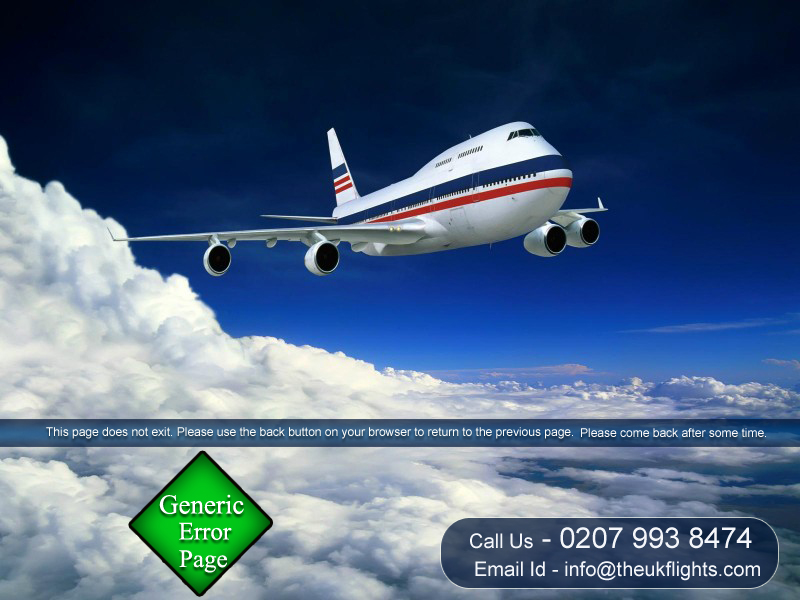 This page does not exit. Please use the back button on your browser to return to the previous page. Please come back after some time.
Generic
Error
Page
Call Us - 0207 993 8474
Email Id - info@theukflights.com